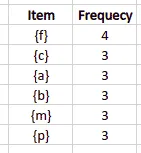 Item Frequecy
{f} 4
{c} 3
{a} 3
{b} 3
{m} 3
{p} 3